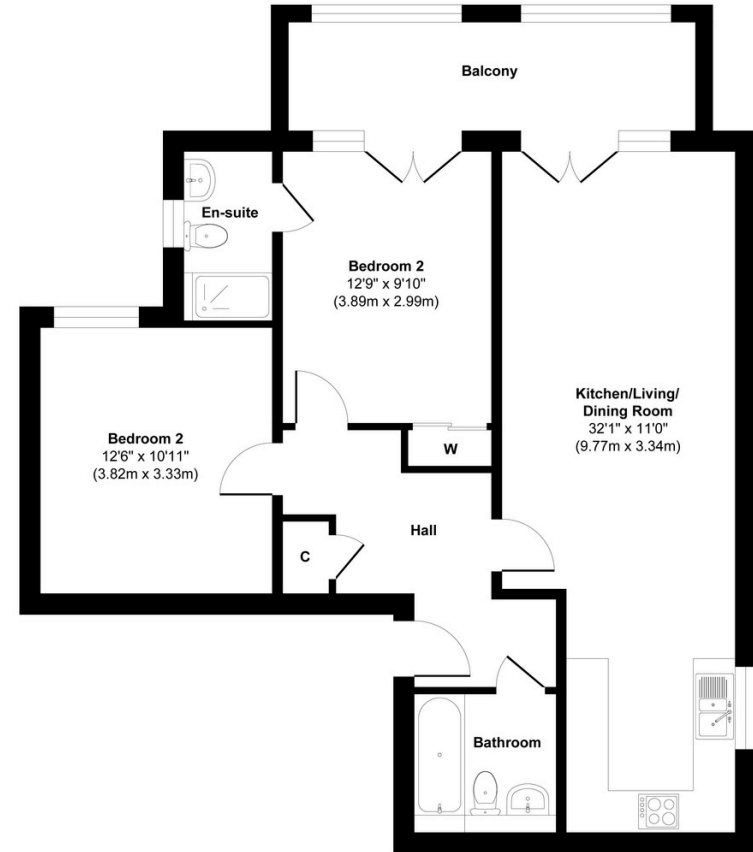 Balcony
En-suite
Bedroom 2
12'9" x 9'10"
(3.89m x 2.99m)
Kitchen/Living/
Dining Room
32'1" x 11'0"
(9.77m x 3.34m)
Bedroom 2
12'6" x 10'11"
(3.82m x 3.33m)
W
Hall
C
Bathroom